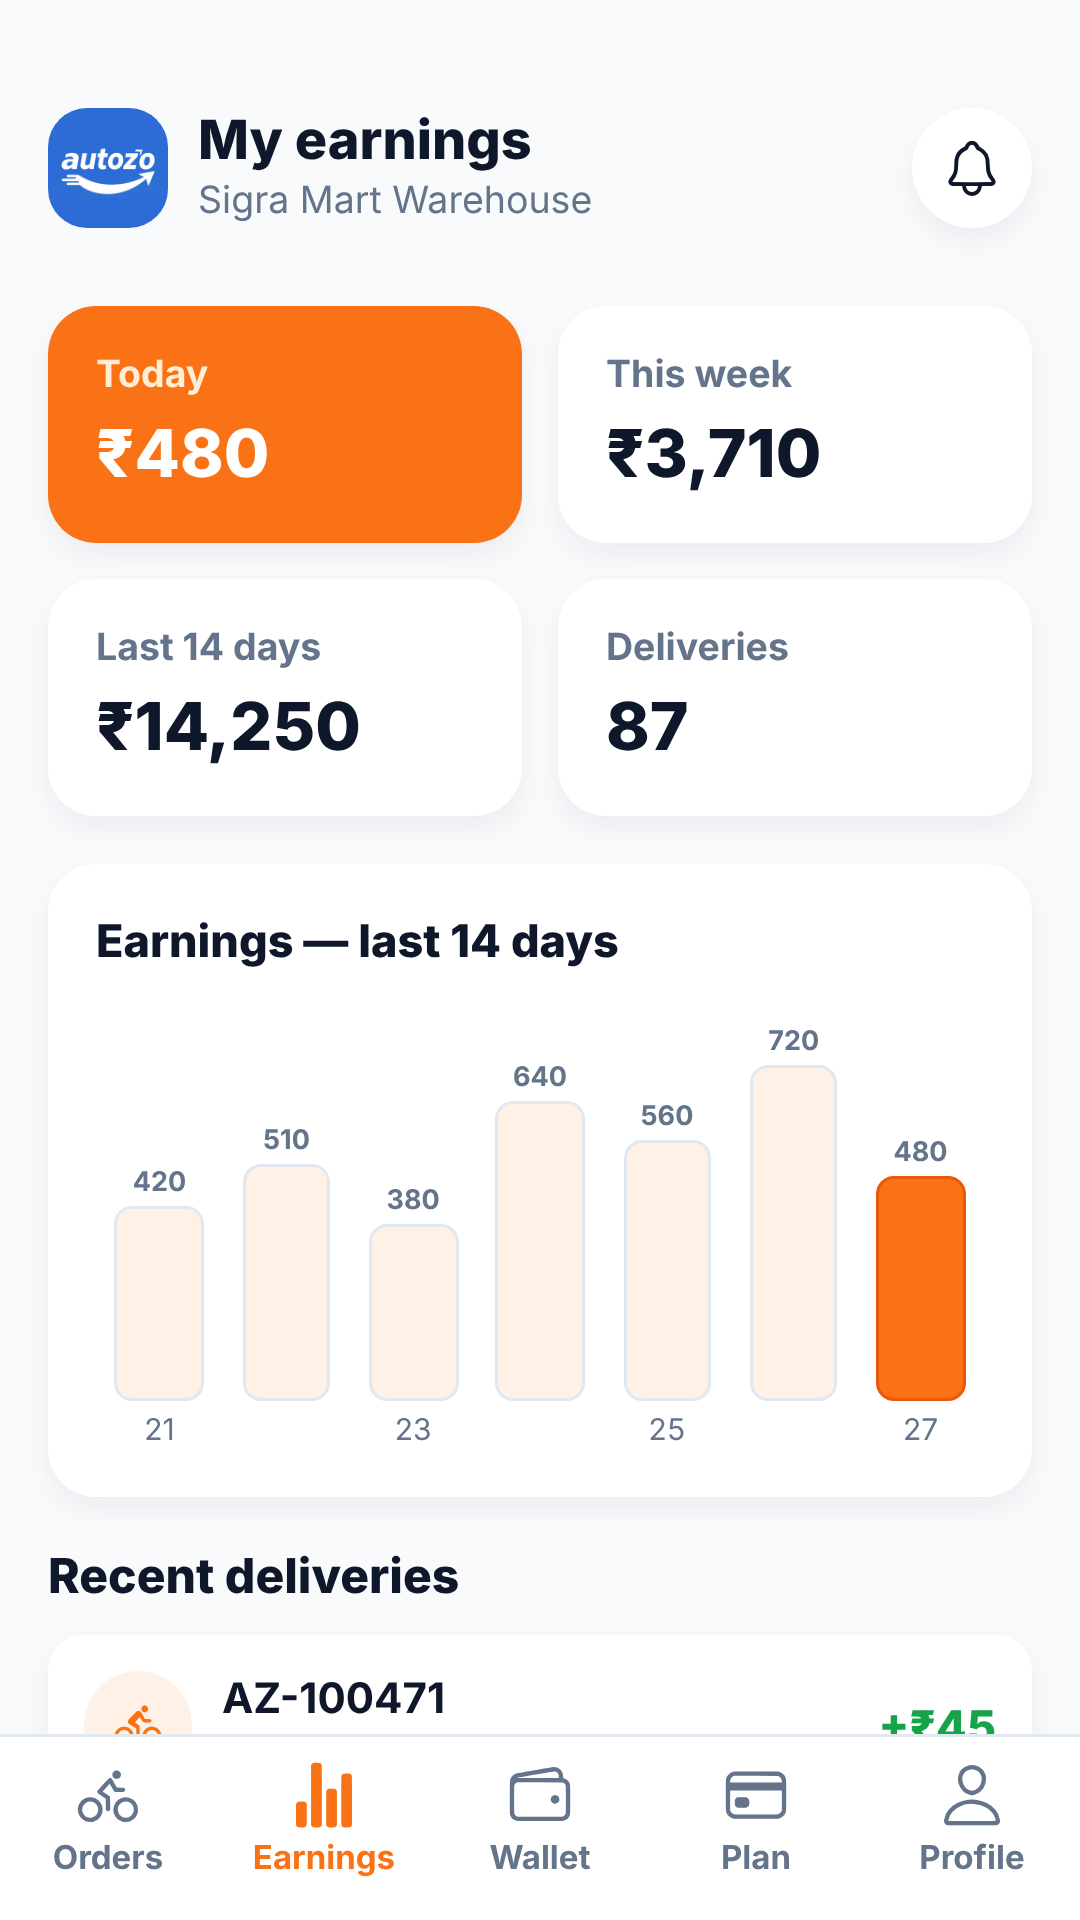 autozo
My earnings
Sigra Mart Warehouse
Today
₹480
This week
₹3,710
Last 14 days
₹14,250
Deliveries
87
Earnings — last 14 days
420
510
380
640
560
720
480
21
23
25
27
Recent deliveries
AZ-100471
+₹45
Orders
Earnings
Wallet
Plan
Profile